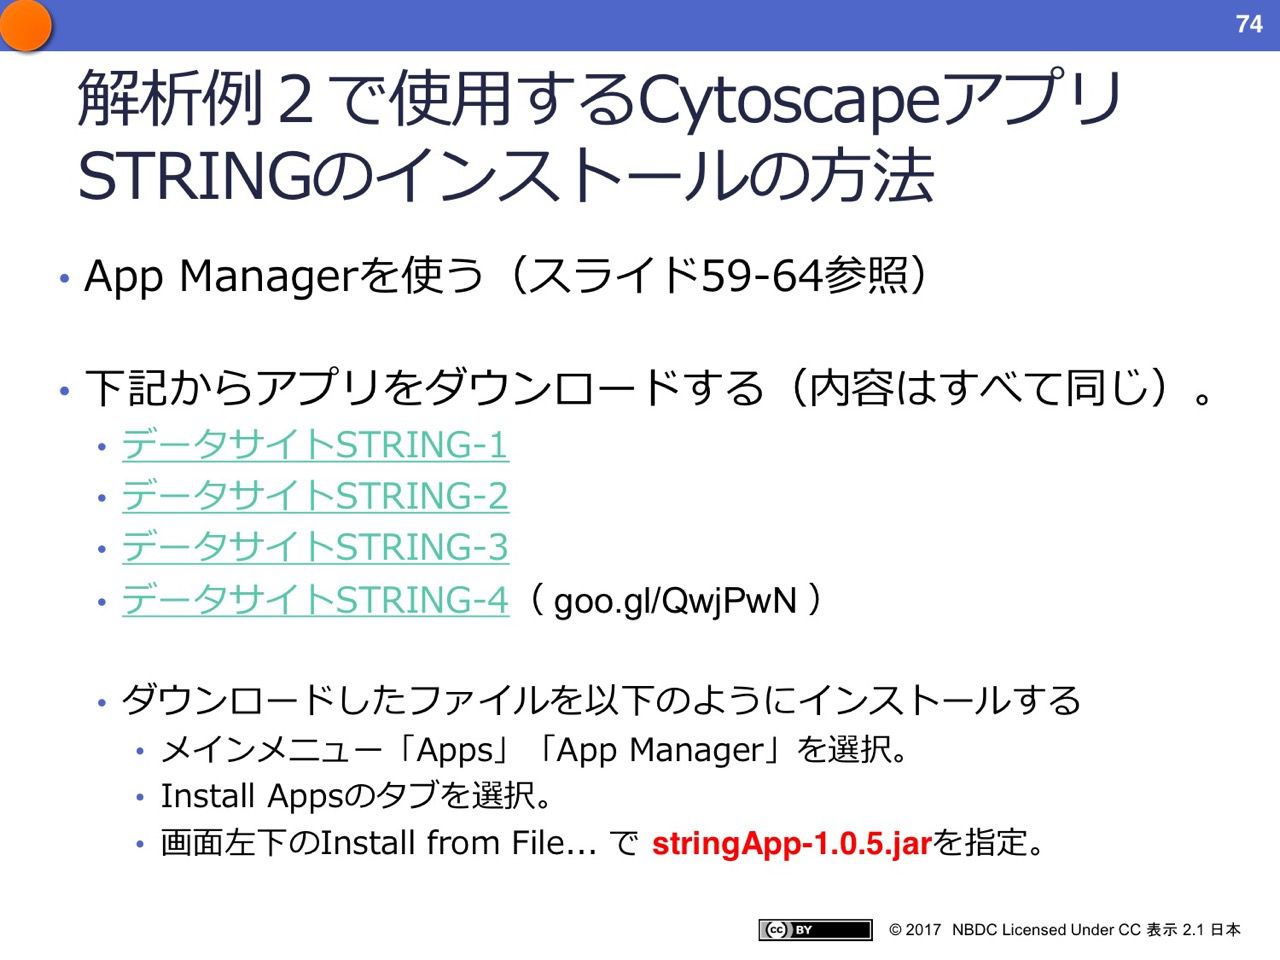 74
解析例２で使用するCytoscapeアプリ
STRINGのインストールの方法
• App Managerを使う（スライド59-64参照）
• 下記からアプリをダウンロードする（内容はすべて同じ）。
• データサイトSTRING-1
• データサイトSTRING-2
• データサイトSTRING-3
• データサイトSTRING-4（ goo.gl/QwjPwN ）
• ダウンロードしたファイルを以下のようにインストールする
• メインメニュー「Apps」「App Manager」を選択。
• Install Appsのタブを選択。
• 画面左下のInstall from File... で stringApp-1.0.5.jarを指定。
cc BY © 2017 NBDC Licensed Under CC 表示 2.1 日本